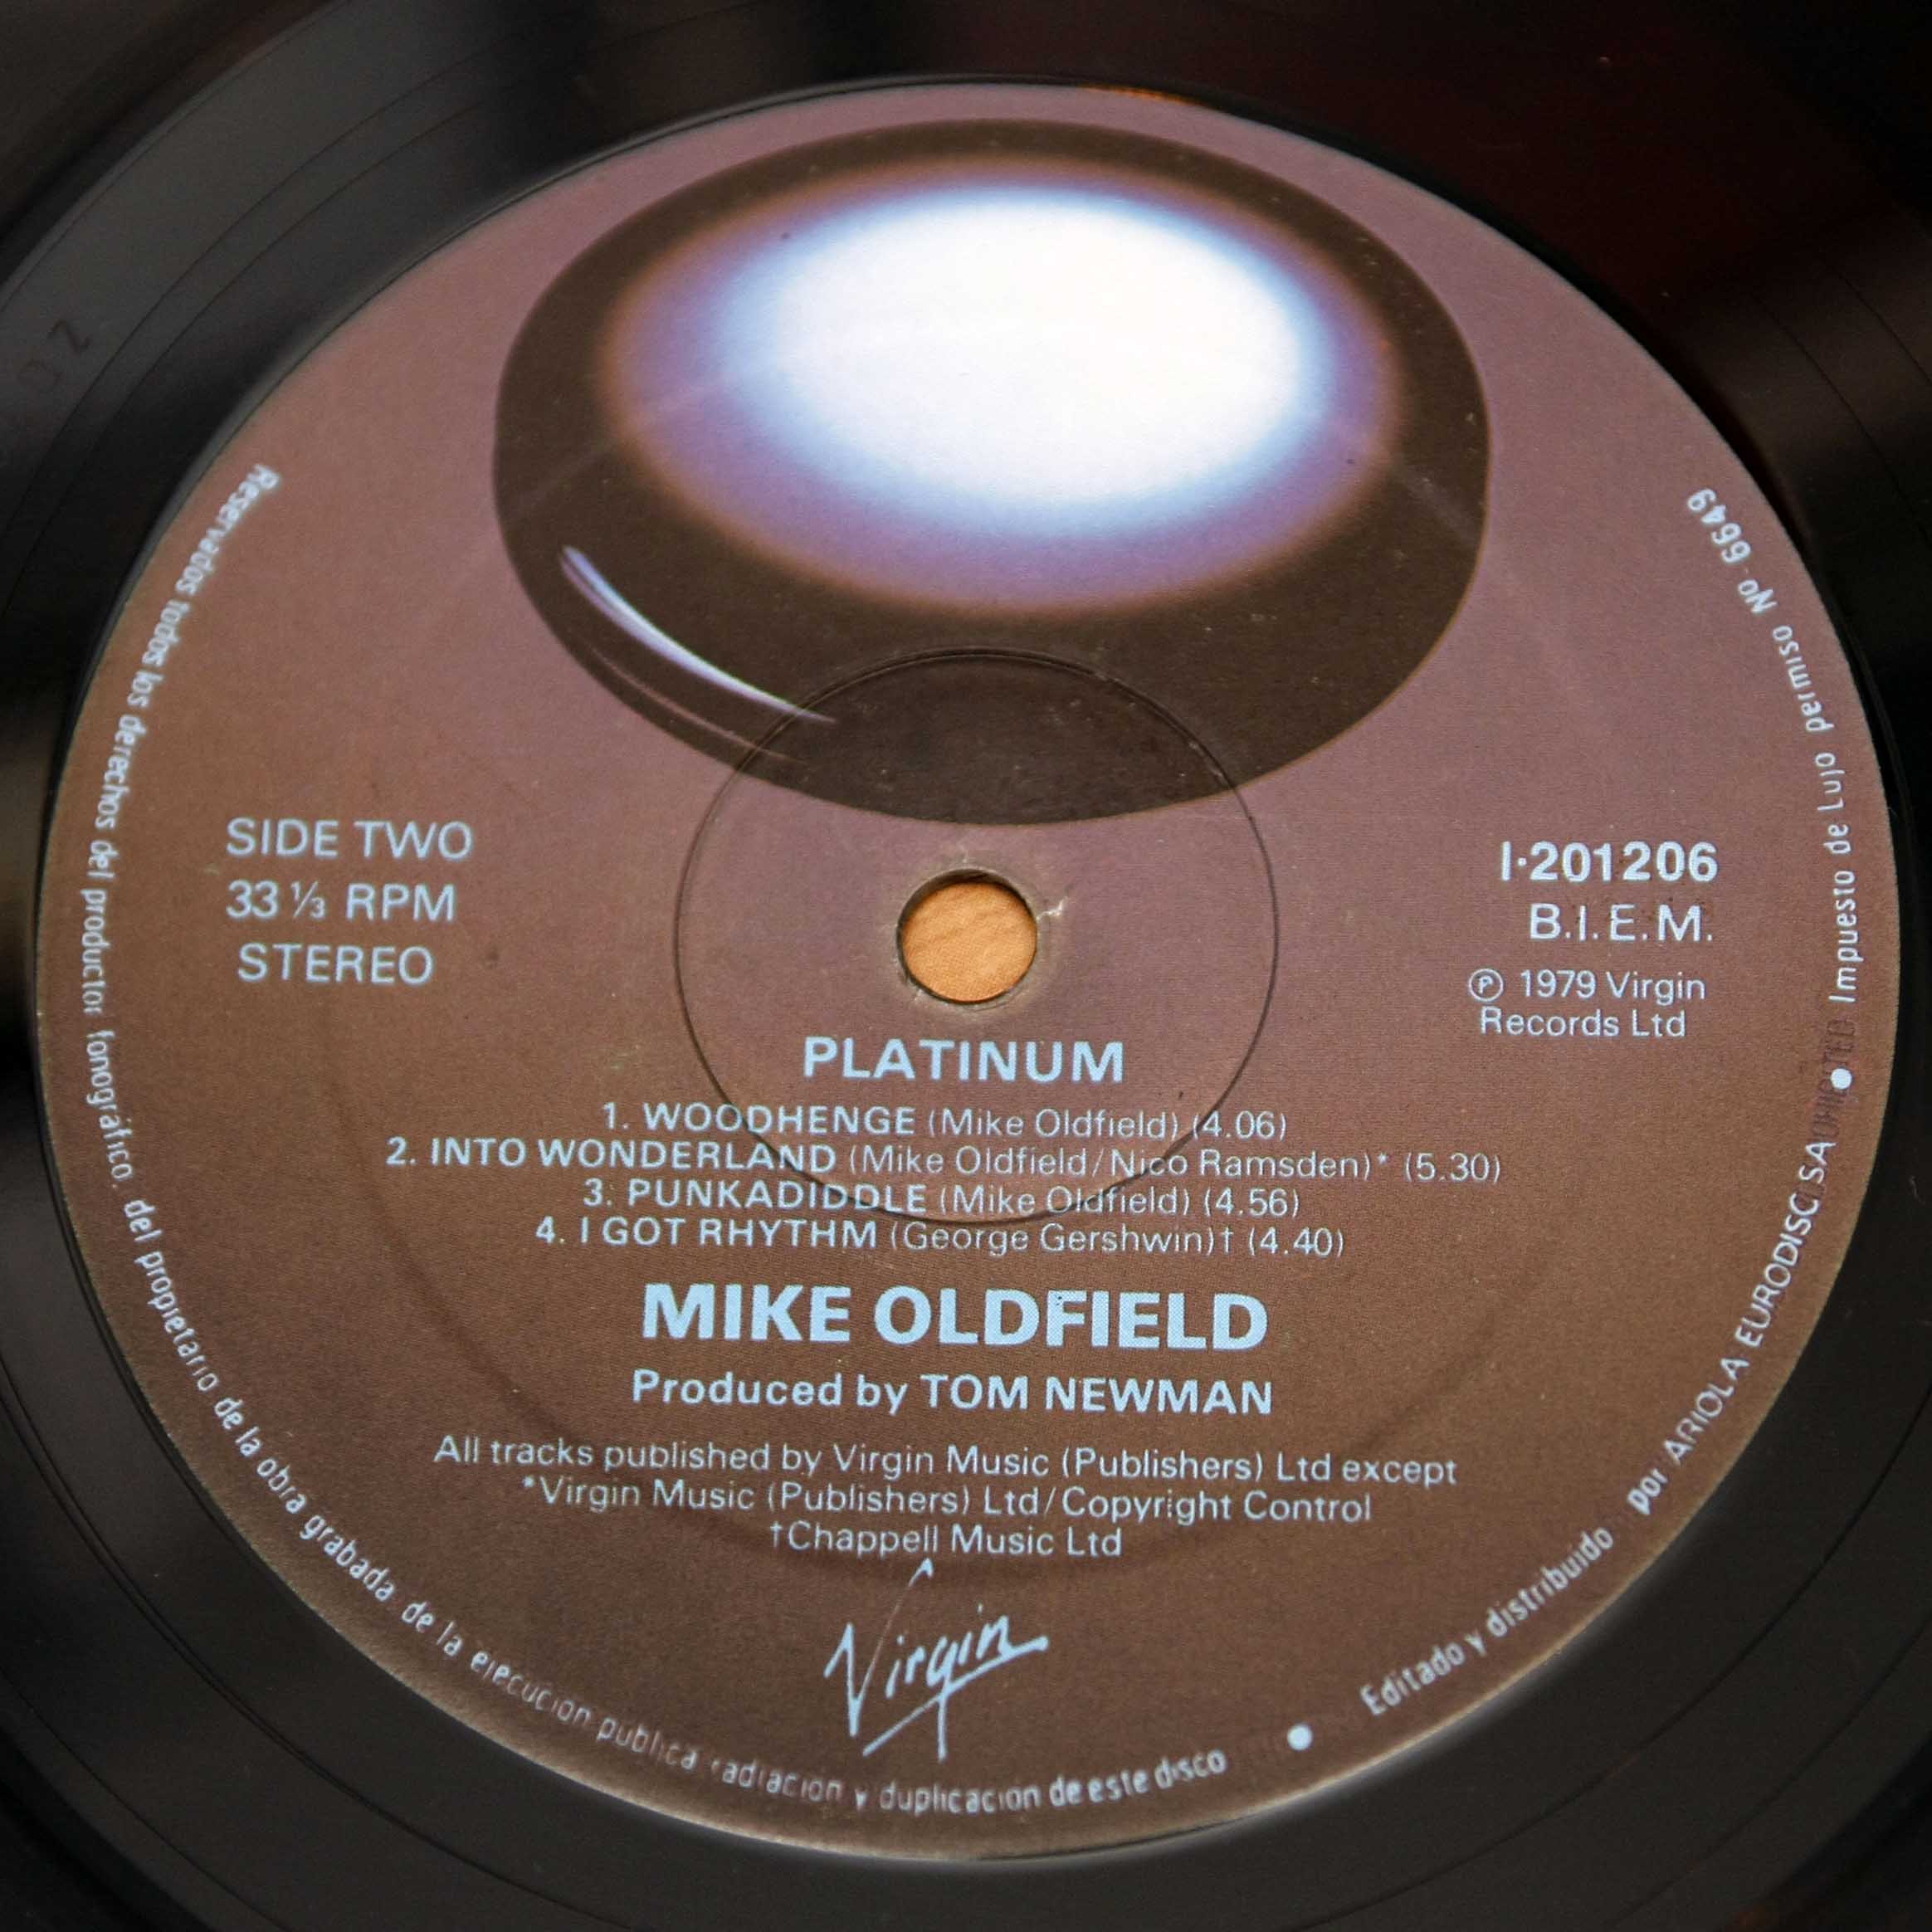 SIDE TWO
33 ⅓ RPM
STEREO
I·201206
B.I.E.M.
℗ 1979 Virgin
Records Ltd
PLATINUM
1. WOODHENGE (Mike Oldfield) (4.06)
2. INTO WONDERLAND (Mike Oldfield/Nico Ramsden)* (5.30)
3. PUNKADIDDLE (Mike Oldfield) (4.56)
4. I GOT RHYTHM (George Gershwin)† (4.40)
MIKE OLDFIELD
Produced by TOM NEWMAN
All tracks published by Virgin Music (Publishers) Ltd except
*Virgin Music (Publishers) Ltd/Copyright Control
†Chappell Music Ltd
Virgin
Reservados todos los derechos del productor fonográfico, del propietario de la obra grabada de la ejecucion publica radiacion y duplicacion de este disco ● Editado y distribuido por ARIOLA EURODISC SA ● Impuesto de Lujo permiso Nº 66649